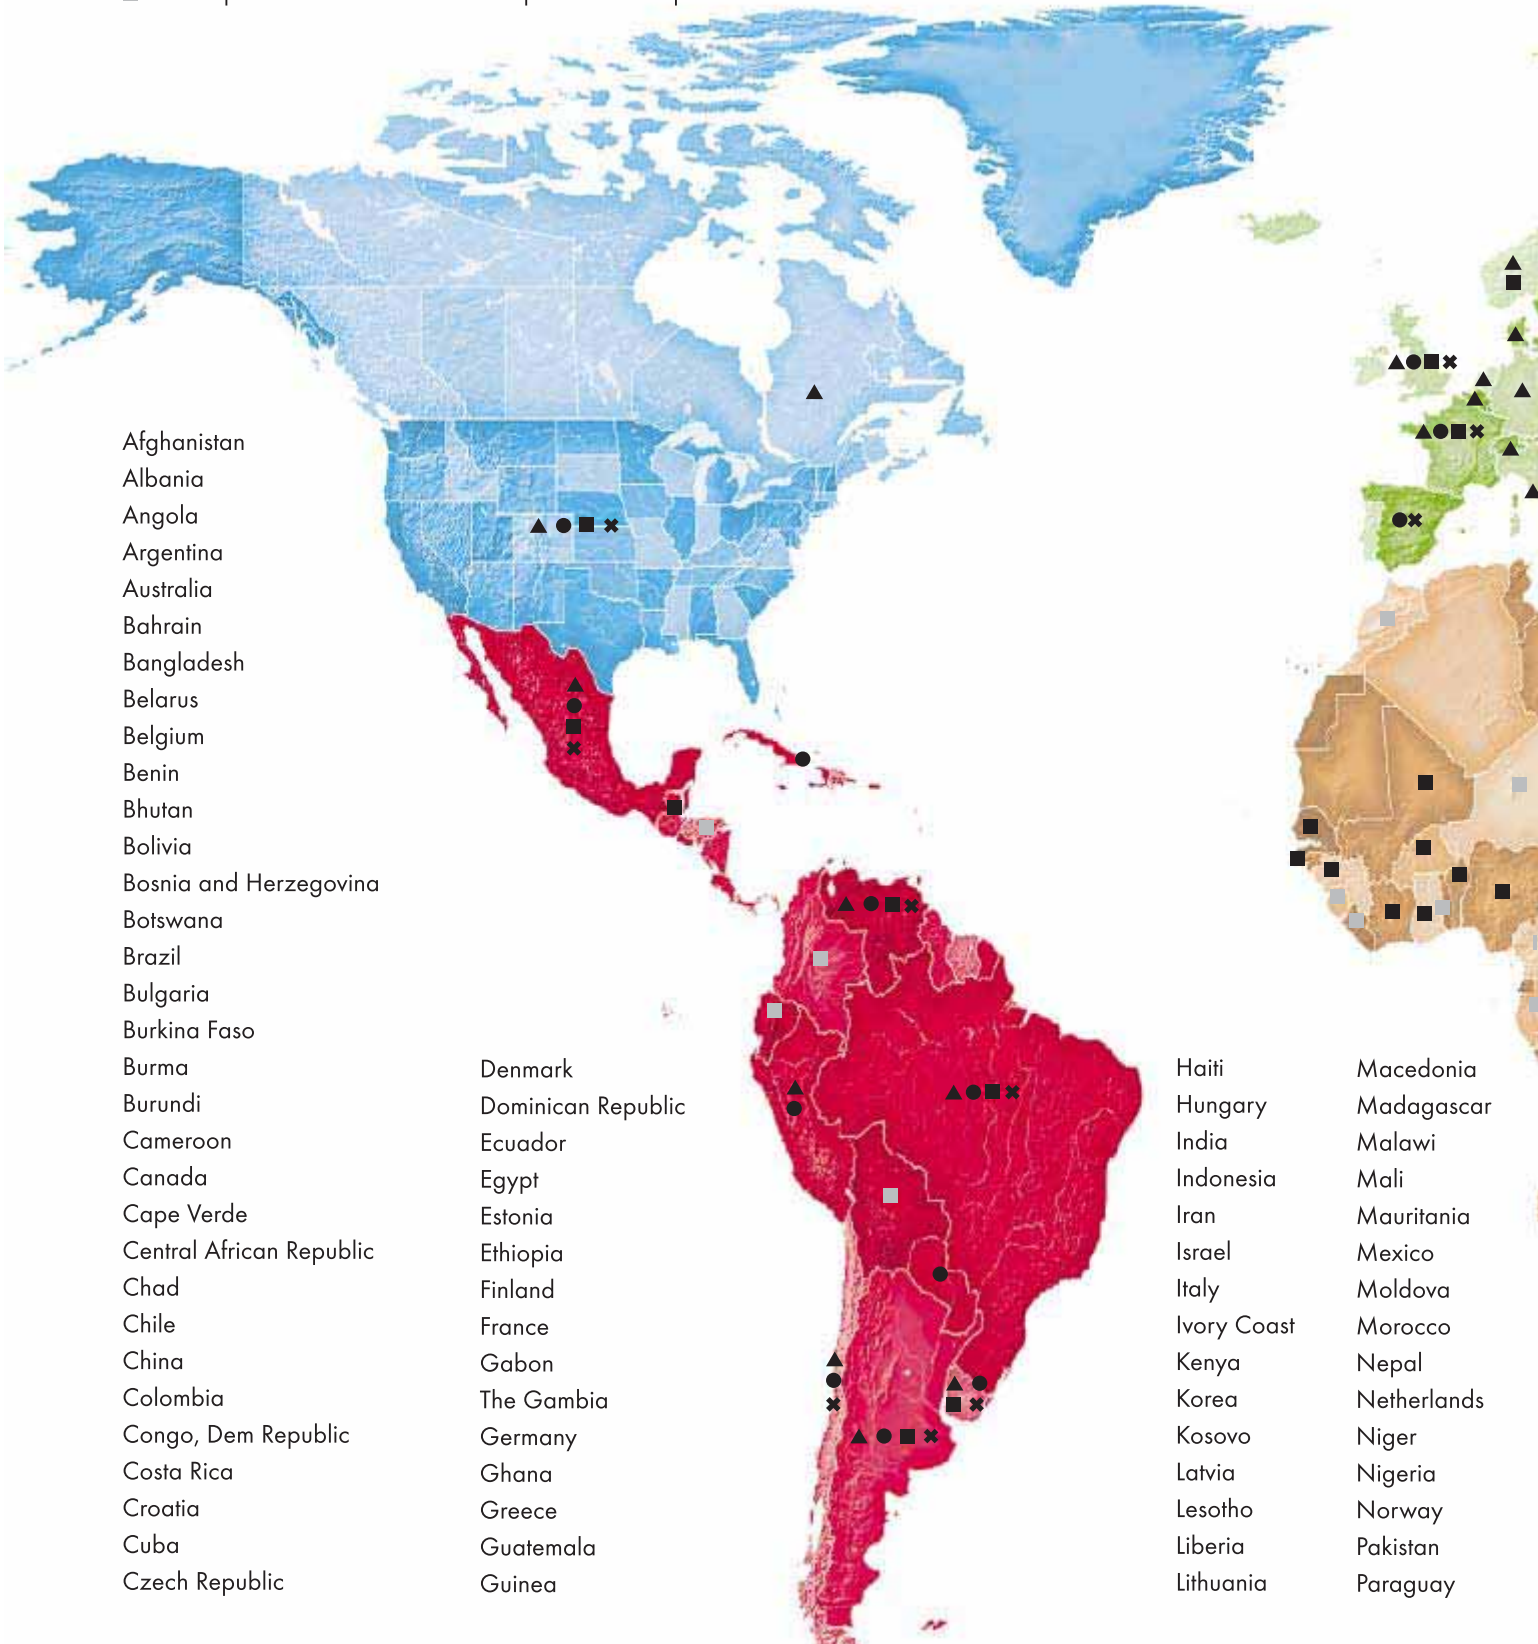 Afghanistan
Albania
Angola
Argentina
Australia
Bahrain
Bangladesh
Belarus
Belgium
Benin
Bhutan
Bolivia
Bosnia and Herzegovina
Botswana
Brazil
Bulgaria
Burkina Faso
Burma
Burundi
Cameroon
Canada
Cape Verde
Central African Republic
Chad
Chile
China
Colombia
Congo, Dem Republic
Costa Rica
Croatia
Cuba
Czech Republic
Denmark
Dominican Republic
Ecuador
Egypt
Estonia
Ethiopia
Finland
France
Gabon
The Gambia
Germany
Ghana
Greece
Guatemala
Guinea
Haiti
Hungary
India
Indonesia
Iran
Israel
Italy
Ivory Coast
Kenya
Korea
Kosovo
Latvia
Lesotho
Liberia
Lithuania
Macedonia
Madagascar
Malawi
Mali
Mauritania
Mexico
Moldova
Morocco
Nepal
Netherlands
Niger
Nigeria
Norway
Pakistan
Paraguay